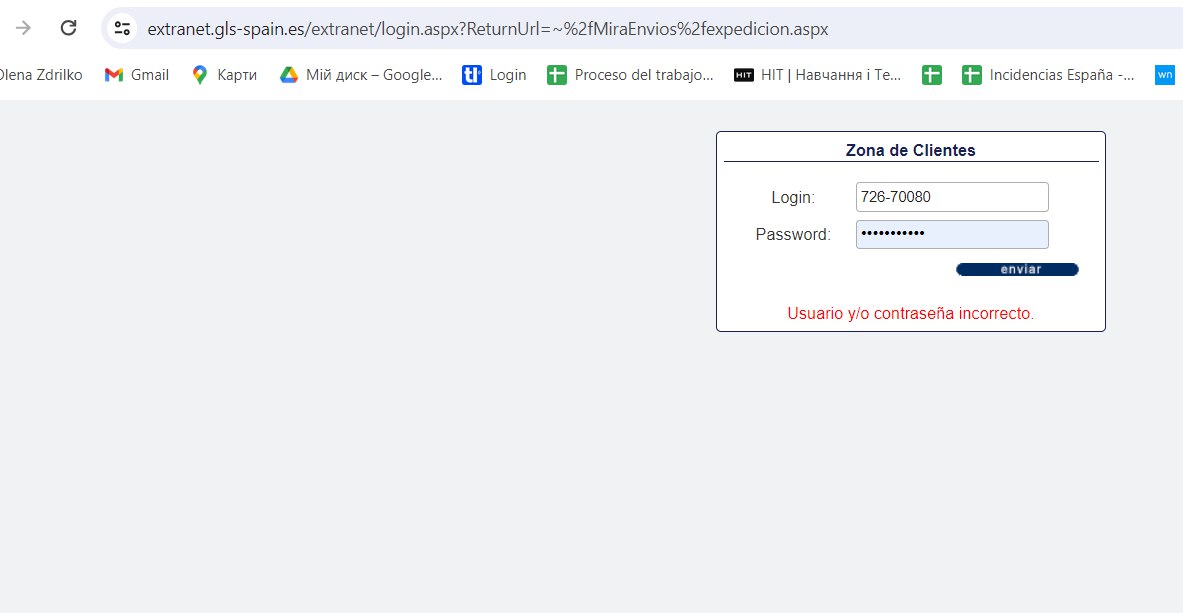 extranet.gls-spain.es/extranet/login.aspx?ReturnUrl=~%2fMiraEnvios%2fexpedicion.aspx
Olena Zdrilko Gmail Карти Мій диск – Google... tl Login Proceso del trabajo... HIT HIT | Навчання і Те... Incidencias España -... wn
Zona de Clientes
Login: 726-70080
Password: •••••••••••
enviar
Usuario y/o contraseña incorrecto.